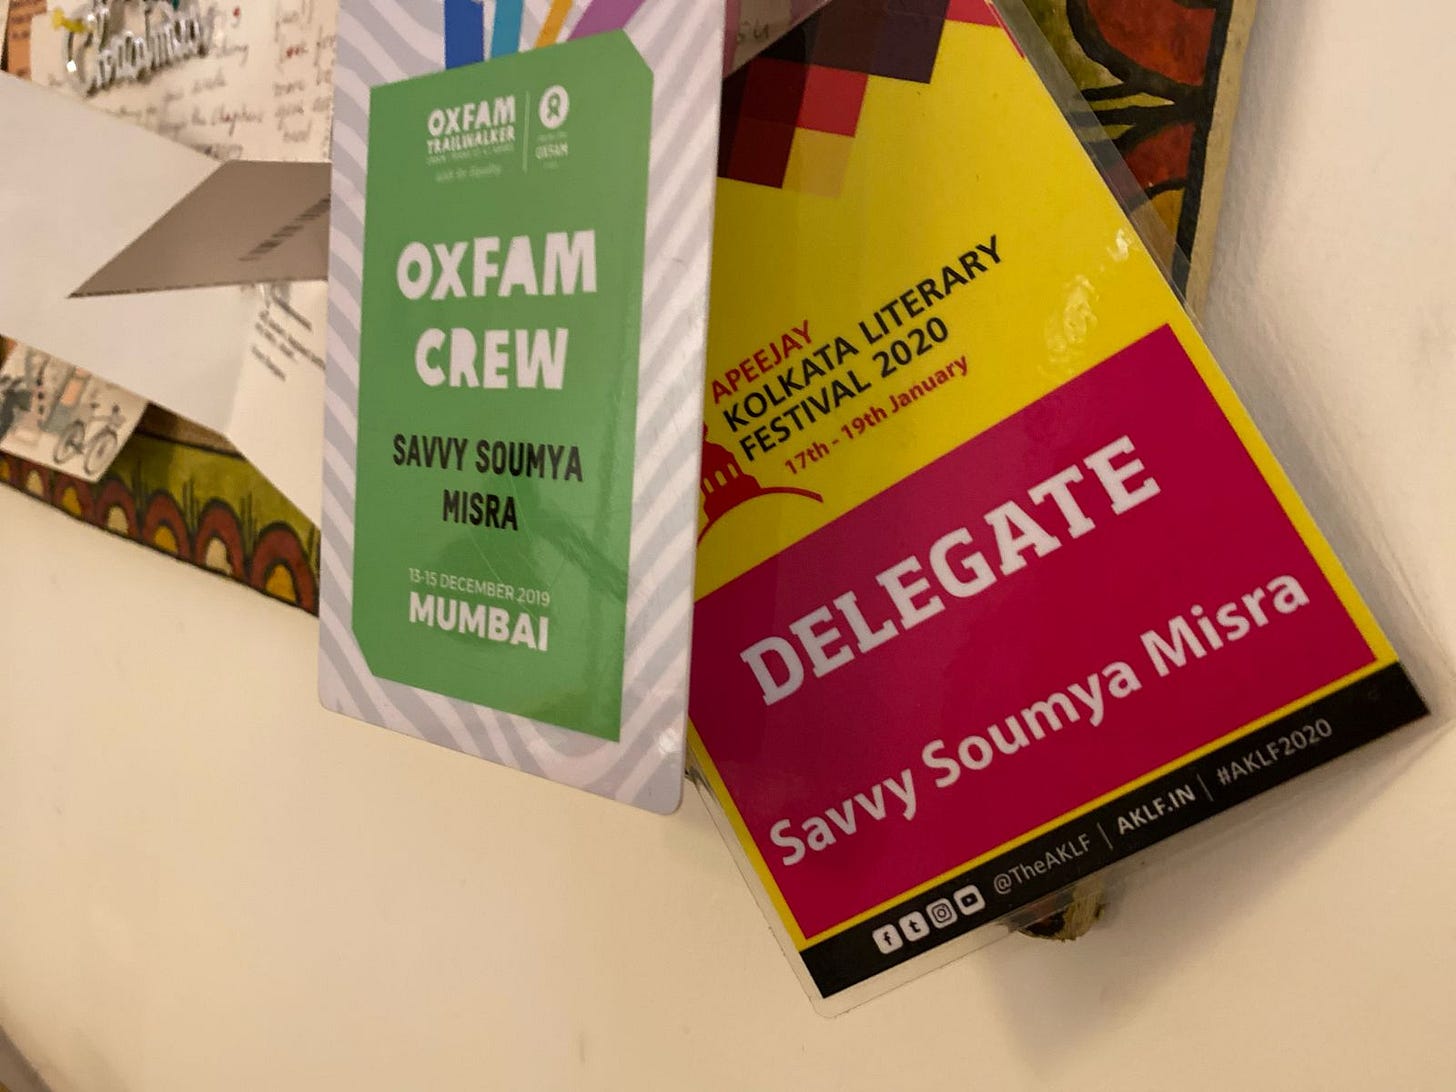 OXFAM
TRAILWALKER
OXFAM
OXFAM
CREW
SAVVY SOUMYA
MISRA
13-15 DECEMBER 2019
MUMBAI
APEEJAY
KOLKATA LITERARY
FESTIVAL 2020
17th - 19th January
DELEGATE
Savvy Soumya Misra
@TheAKLF | AKLF.IN | #AKLF2020